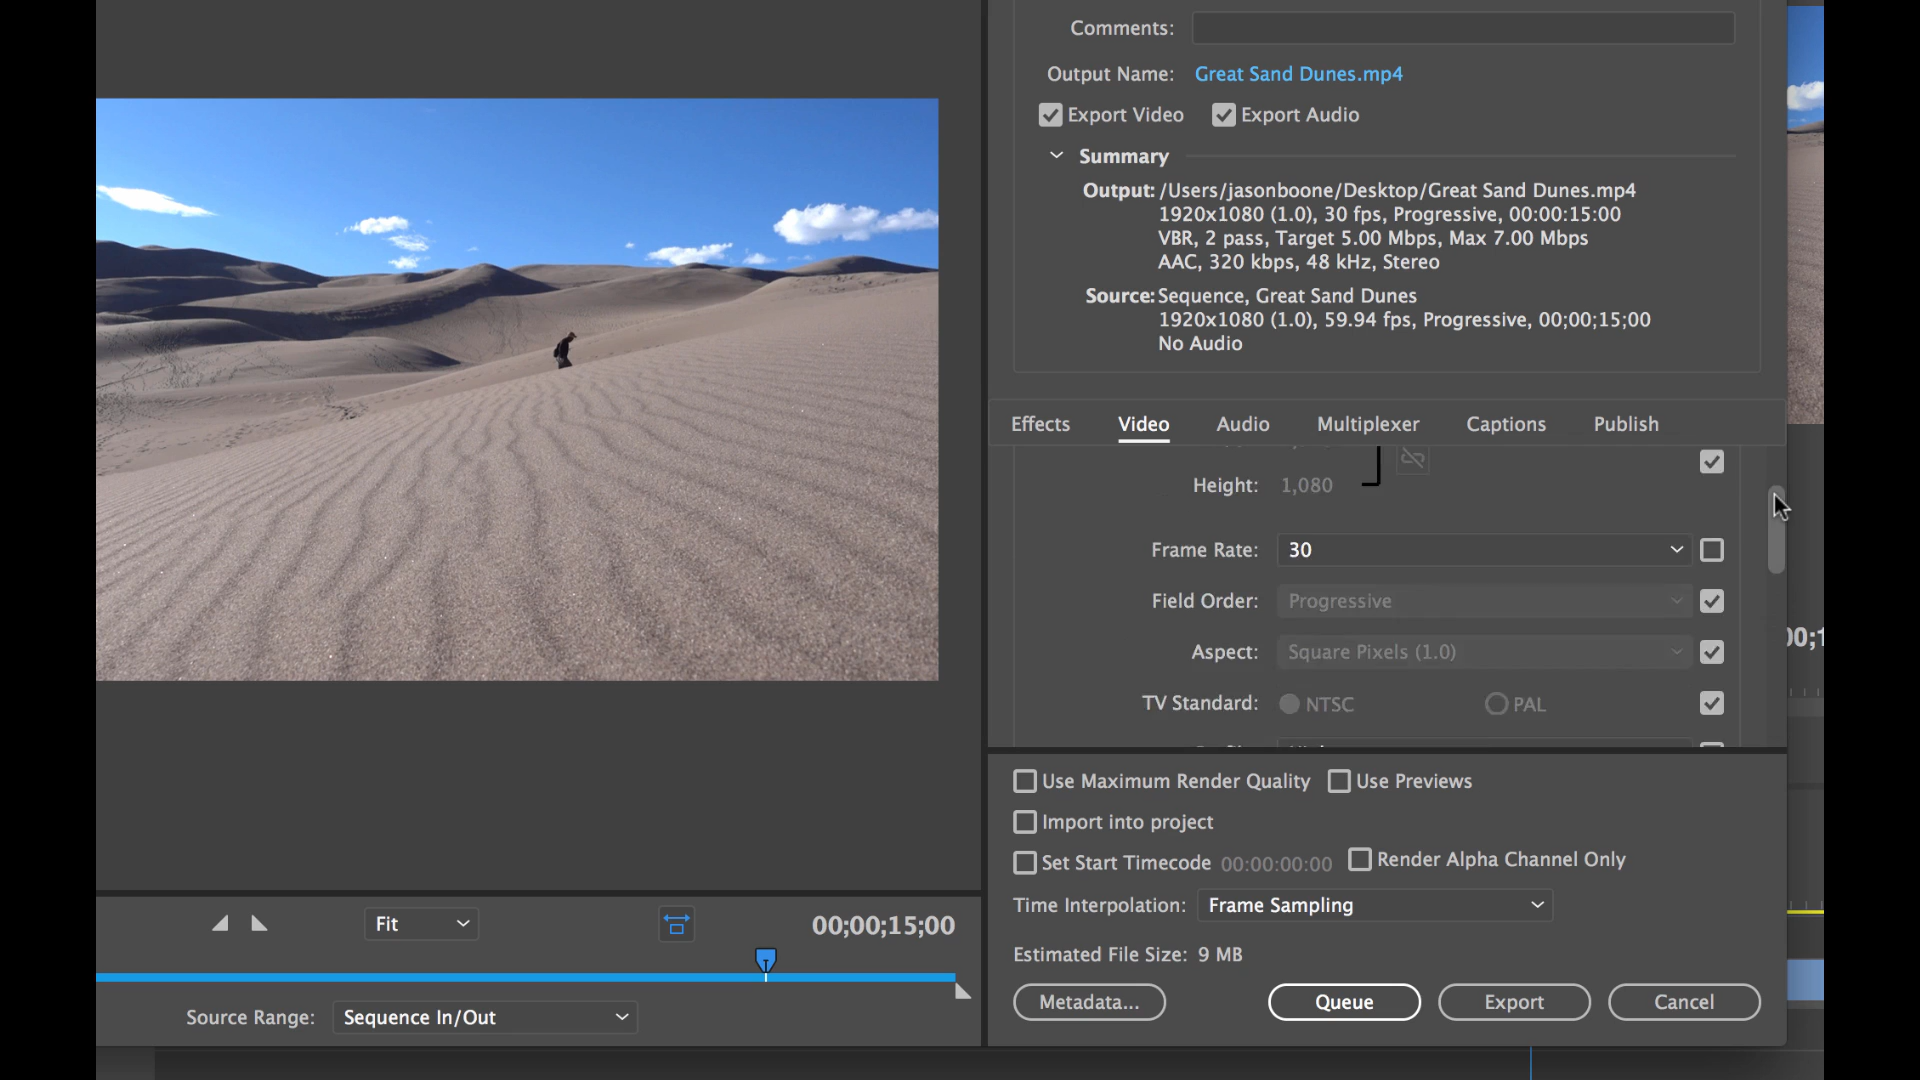 Comments:
Output Name: Great Sand Dunes.mp4
Export Video Export Audio
Summary
Output: /Users/jasonboone/Desktop/Great Sand Dunes.mp4
1920x1080 (1.0), 30 fps, Progressive, 00:00:15:00
VBR, 2 pass, Target 5.00 Mbps, Max 7.00 Mbps
AAC, 320 kbps, 48 kHz, Stereo
Source: Sequence, Great Sand Dunes
1920x1080 (1.0), 59.94 fps, Progressive, 00;00;15;00
No Audio
Effects Video Audio Multiplexer Captions Publish
Height: 1,080
Frame Rate: 30
Field Order: Progressive
Aspect: Square Pixels (1.0)
TV Standard: NTSC PAL
Use Maximum Render Quality Use Previews
Import into project
Set Start Timecode 00:00:00:00 Render Alpha Channel Only
Time Interpolation: Frame Sampling
Estimated File Size: 9 MB
Metadata... Queue Export Cancel
Fit 00;00;15;00
Source Range: Sequence In/Out